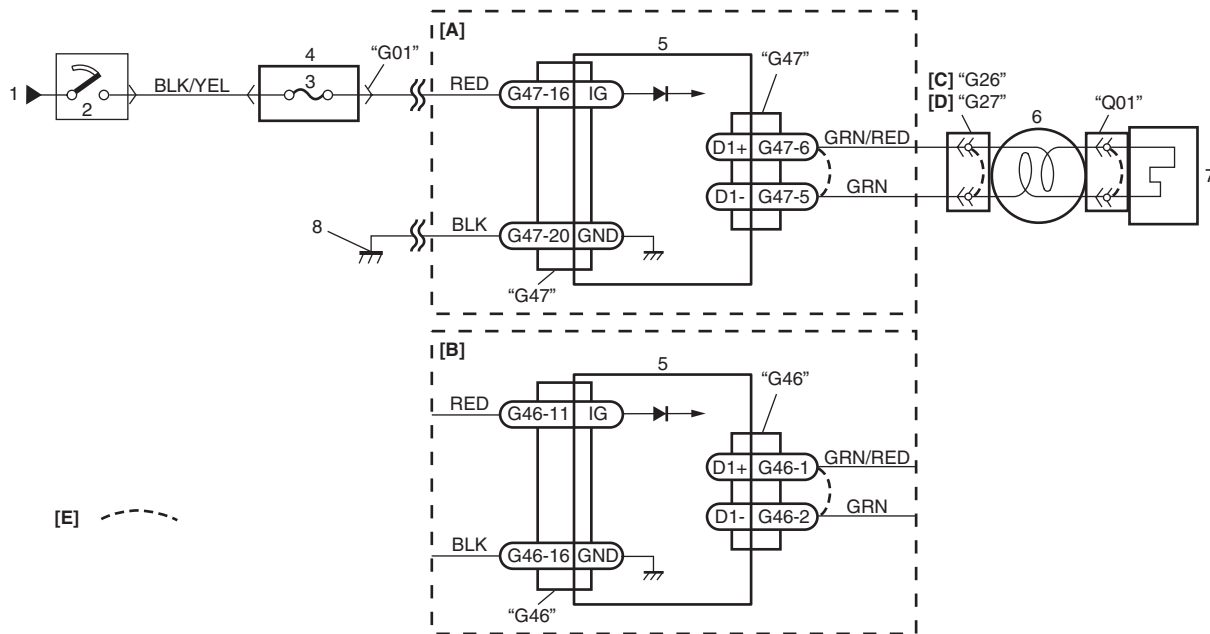 [A]
5
4
"G01"
"G47"
3
BLK/YEL
RED
G47-16 IG
[C] "G26"
[D] "G27"
1
2
6
"Q01"
GRN/RED
D1+ G47-6
7
D1- G47-5
GRN
8
BLK
G47-20 GND
"G47"
[B]
5
"G46"
RED
G46-11 IG
GRN/RED
D1+ G46-1
[E]
D1- G46-2
GRN
BLK
G46-16 GND
"G46"